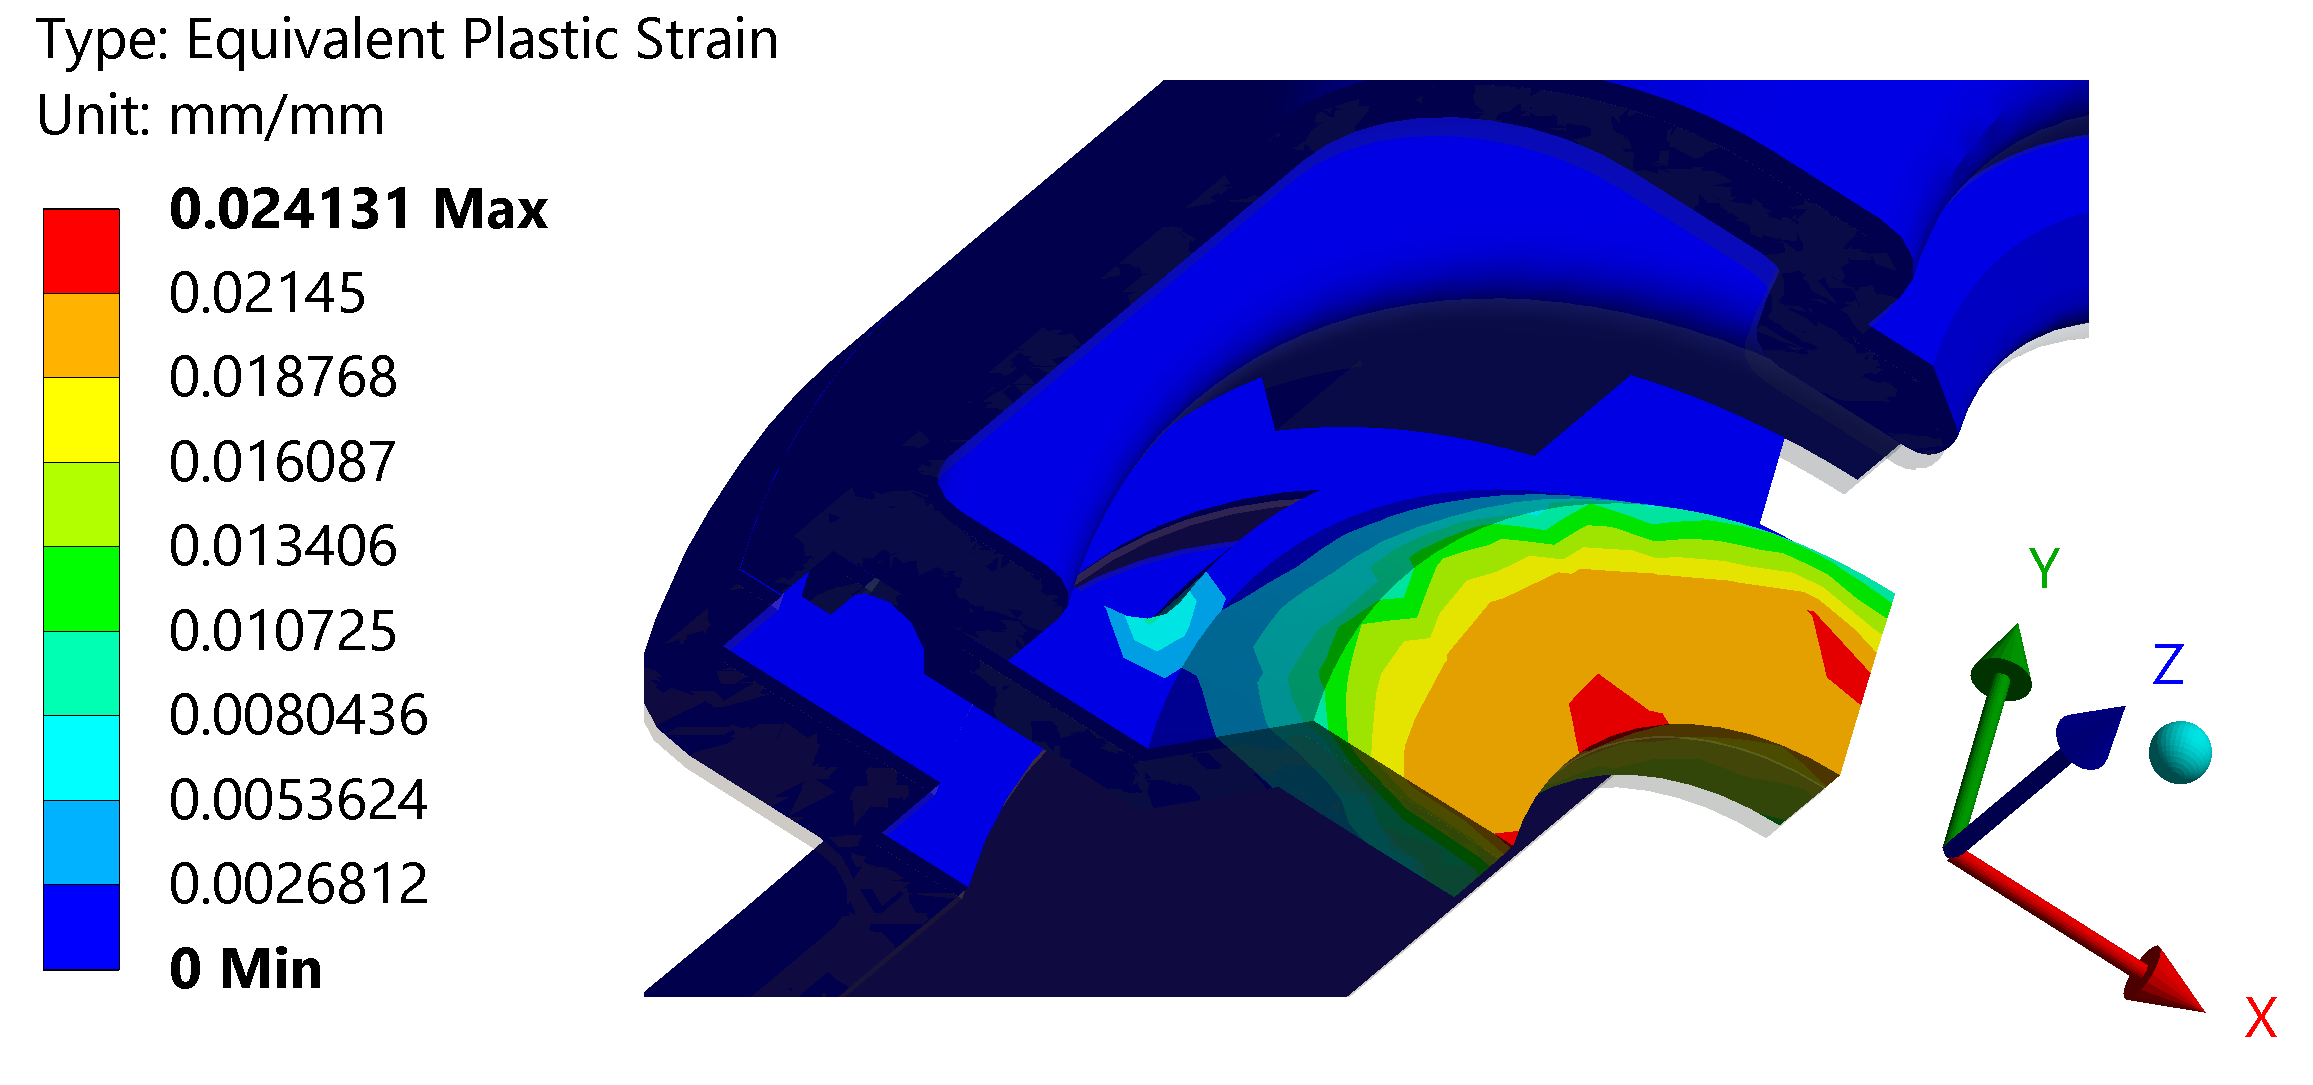 Type: Equivalent Plastic Strain
Unit: mm/mm
0.024131 Max
0.02145
0.018768
0.016087
0.013406
0.010725
0.0080436
0.0053624
0.0026812
0 Min
Y
Z
X